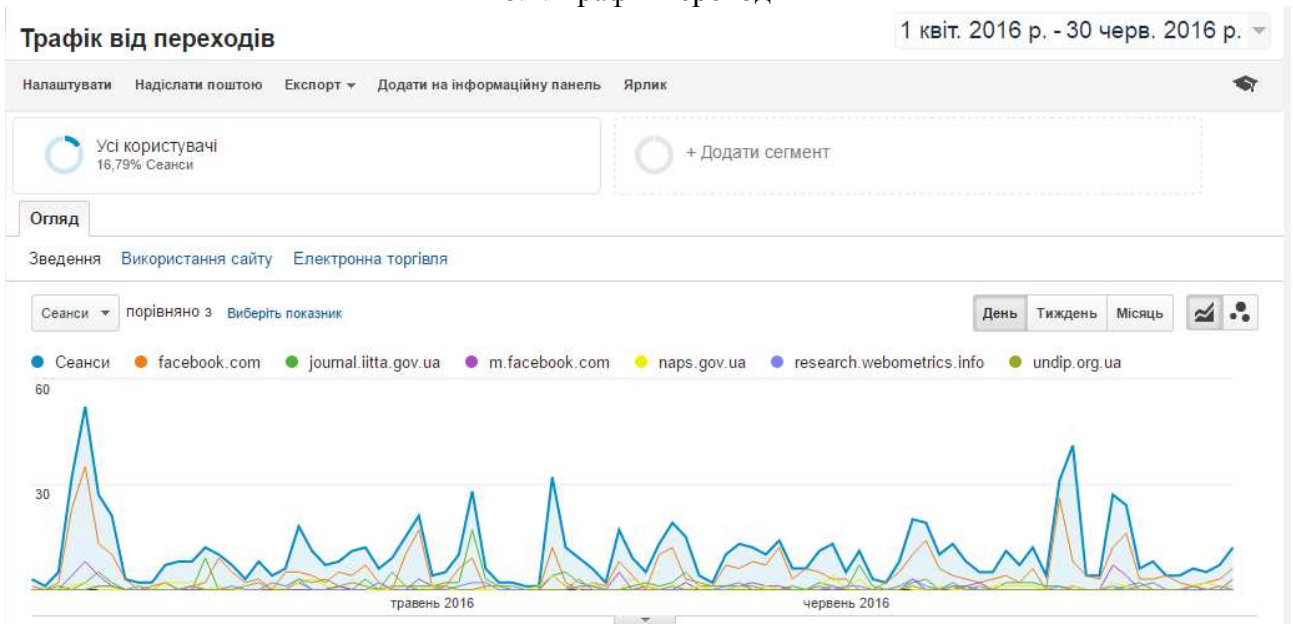 Трафік від переходів
1 квіт. 2016 р. - 30 черв. 2016 р.
Налаштувати Надіслати поштою Експорт Додати на інформаційну панель Ярлик
Усі користувачі
16,79% Сеанси
+ Додати сегмент
Огляд
Зведення Використання сайту Електронна торгівля
Сеанси порівняно з Виберіть показник
День Тиждень Місяць
Сеанси facebook.com journal.iitta.gov.ua m.facebook.com naps.gov.ua research.webometrics.info undip.org.ua
60
30
травень 2016 червень 2016